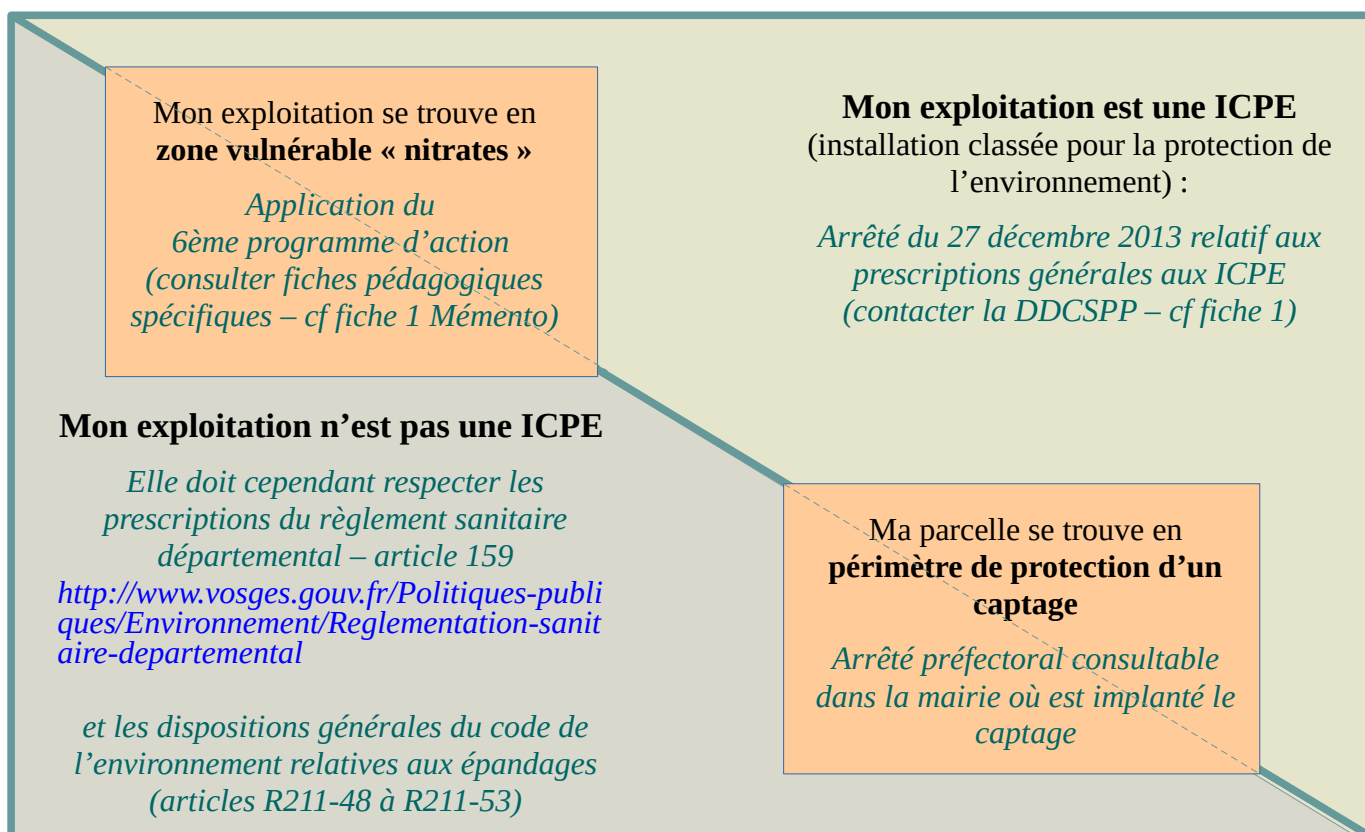 Mon exploitation se trouve en
zone vulnérable « nitrates »
Application du
6ème programme d’action
(consulter fiches pédagogiques
spécifiques – cf fiche 1 Mémento)
Mon exploitation est une ICPE
(installation classée pour la protection de
l’environnement) :
Arrêté du 27 décembre 2013 relatif aux
prescriptions générales aux ICPE
(contacter la DDCSPP – cf fiche 1)
Mon exploitation n’est pas une ICPE
Elle doit cependant respecter les
prescriptions du règlement sanitaire
départemental – article 159
http://www.vosges.gouv.fr/Politiques-publi
ques/Environnement/Reglementation-sanit
aire-departemental
et les dispositions générales du code de
l’environnement relatives aux épandages
(articles R211-48 à R211-53)
Ma parcelle se trouve en
périmètre de protection d’un
captage
Arrêté préfectoral consultable
dans la mairie où est implanté le
captage